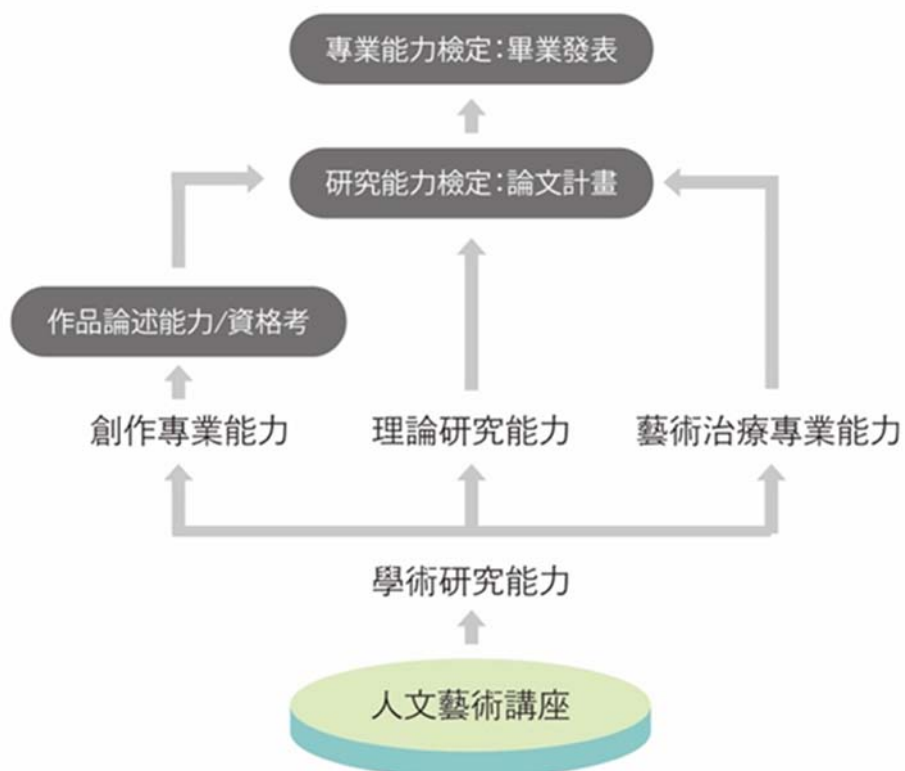 專業能力檢定：畢業發表
研究能力檢定：論文計畫
作品論述能力/資格考
創作專業能力
理論研究能力
藝術治療專業能力
學術研究能力
人文藝術講座